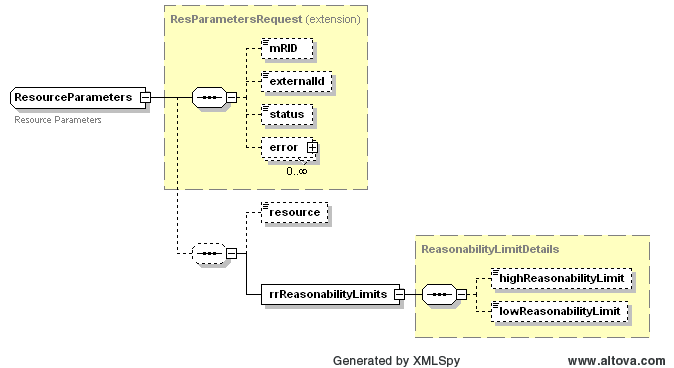 ResParametersRequest (extension)
mRID
externalId
ResourceParameters
Resource Parameters
status
error
0..∞
resource
ReasonabilityLimitDetails
highReasonabilityLimit
rrReasonabilityLimits
lowReasonabilityLimit
Generated by XMLSpy
www.altova.com